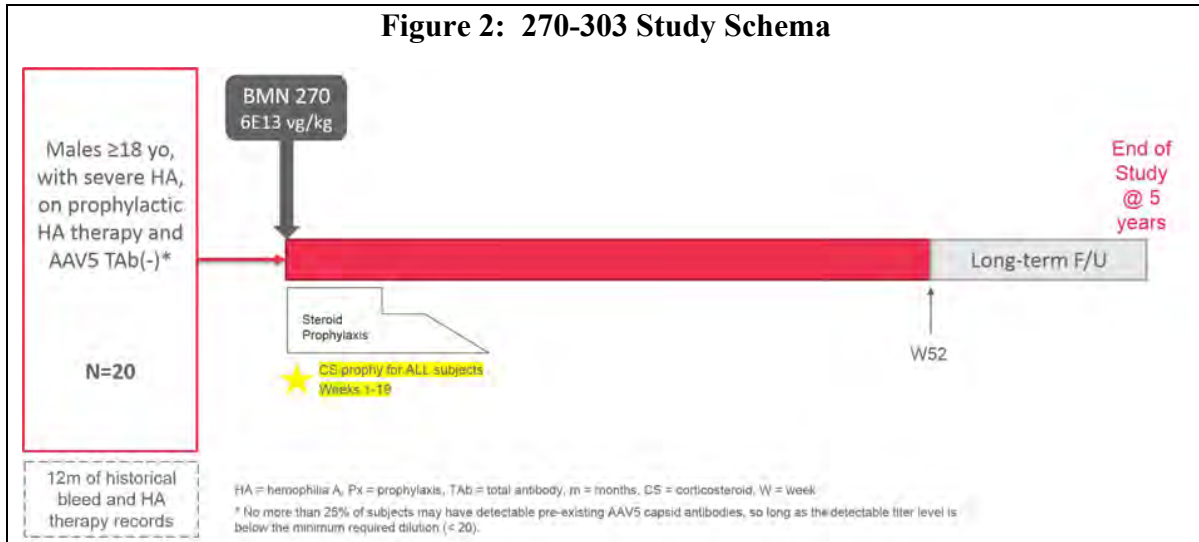 Figure 2: 270-303 Study Schema
BMN 270
6E13 vg/kg
Males ≥18 yo,
with severe HA,
on prophylactic
HA therapy and
AAV5 TAb(-)*
N=20
End of
Study
@ 5
years
Long-term F/U
Steroid
Prophylaxis
CS prophy for ALL subjects
Weeks 1-19
W52
12m of historical
bleed and HA
therapy records
HA = hemophilia A, Px = prophylaxis, TAb = total antibody, m = months, CS = corticosteroid, W = week
* No more than 25% of subjects may have detectable pre-existing AAV5 capsid antibodies, so long as the detectable titer level is
below the minimum required dilution (< 20).